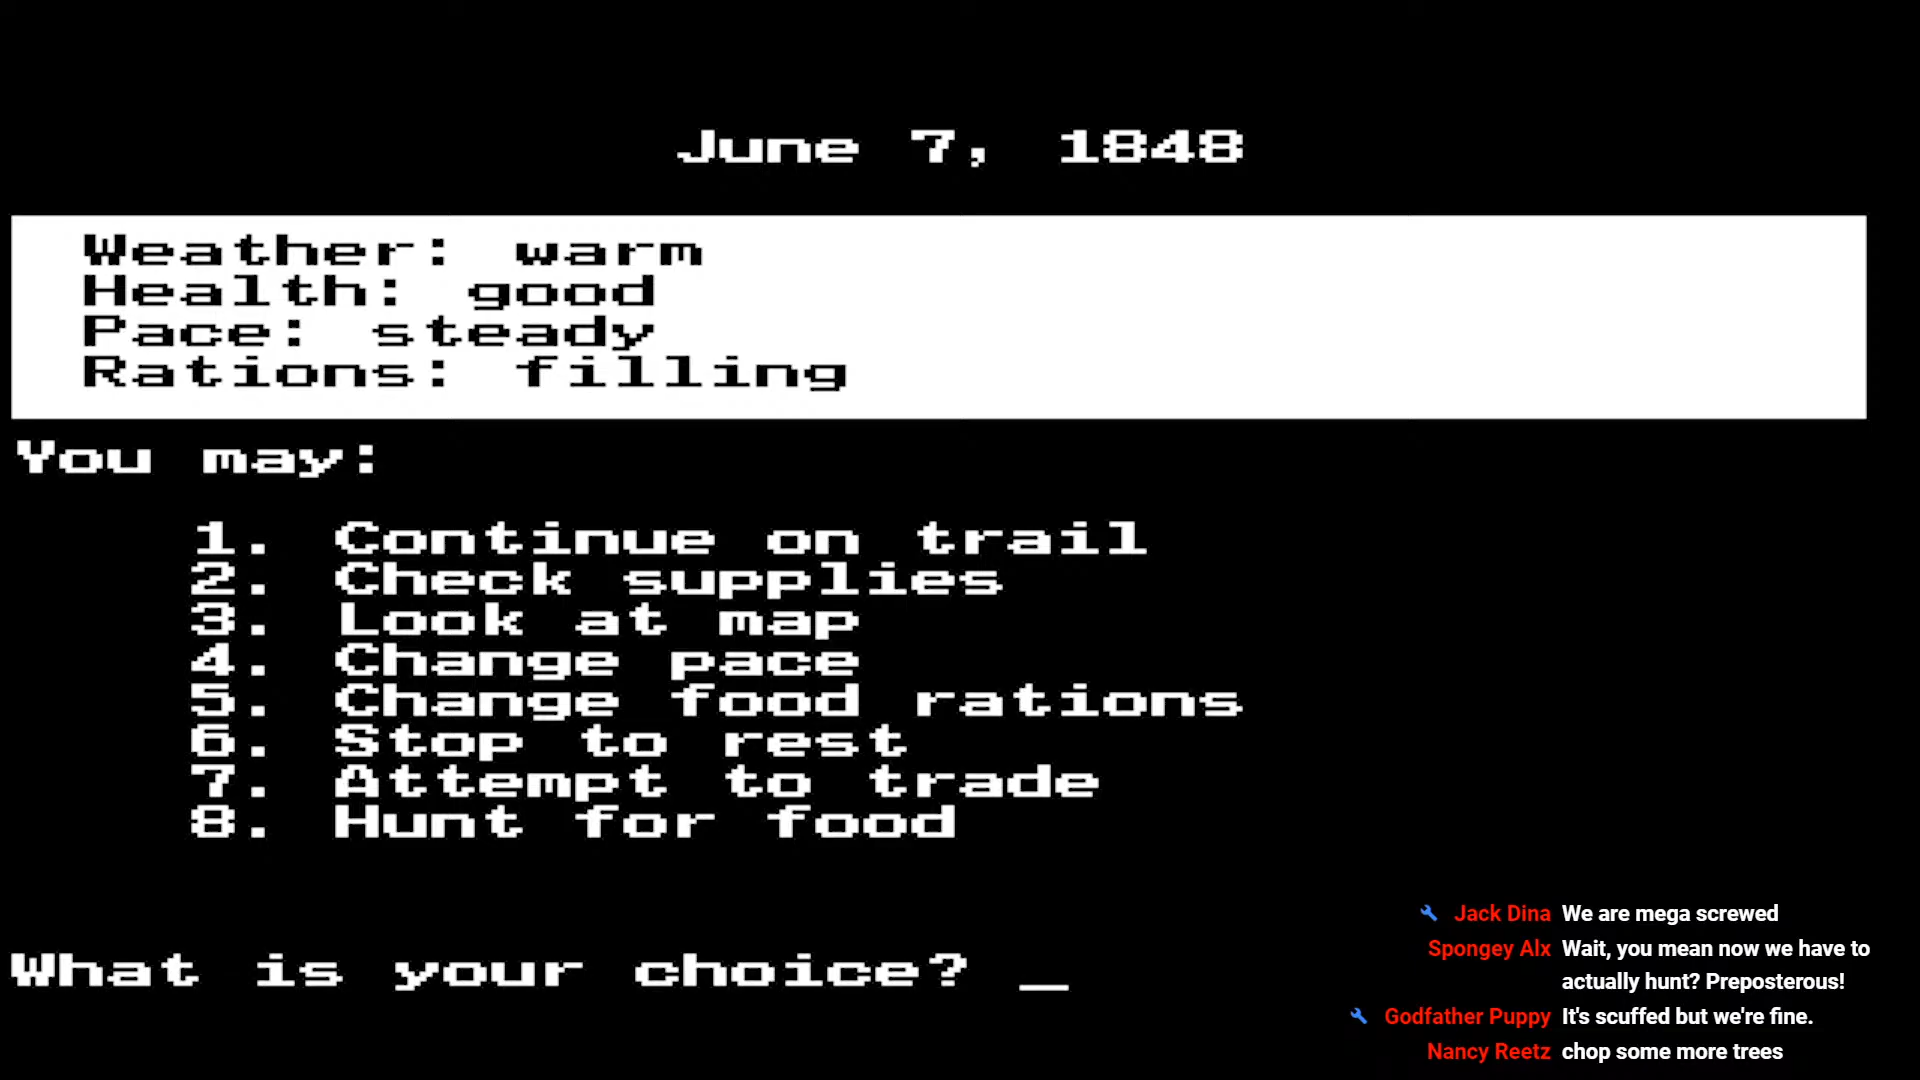 June 7, 1848
Weather: warm
Health: good
Pace: steady
Rations: filling
You may:
1. Continue on trail
2. Check supplies
3. Look at map
4. Change pace
5. Change food rations
6. Stop to rest
7. Attempt to trade
8. Hunt for food
What is your choice? _
Jack Dina We are mega screwed
Spongey Alx Wait, you mean now we have to
actually hunt? Preposterous!
Godfather Puppy It's scuffed but we're fine.
Nancy Reetz chop some more trees